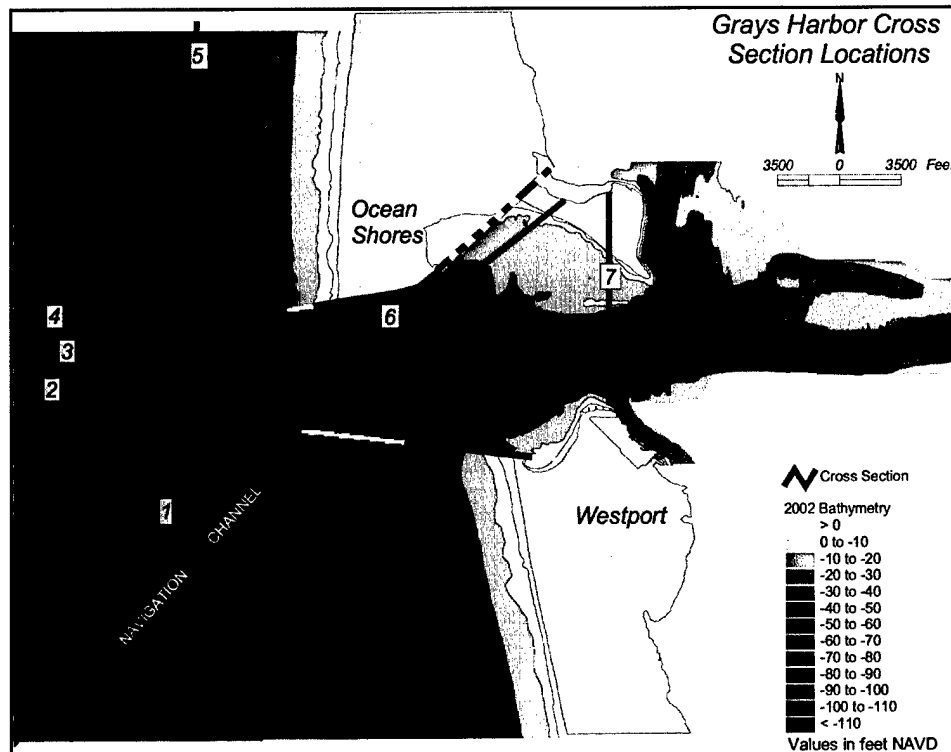 Grays Harbor Cross
Section Locations
N
3500 0 3500 Fee
5
Ocean
Shores
7
4
6
3
2
1
NAVIGATION CHANNEL
Westport
Cross Section
2002 Bathymetry
> 0
0 to -10
-10 to -20
-20 to -30
-30 to -40
-40 to -50
-50 to -60
-60 to -70
-70 to -80
-80 to -90
-90 to -100
-100 to -110
< -110
Values in feet NAVD